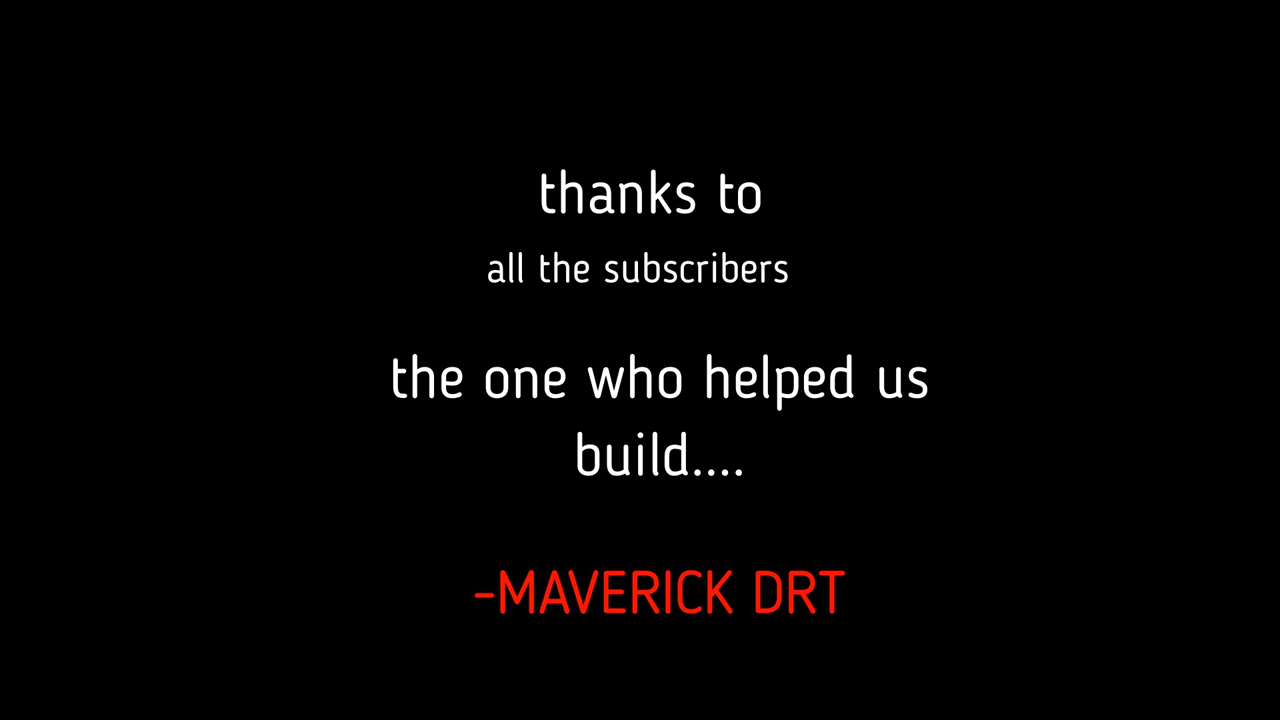 thanks to
all the subscribers
the one who helped us
build....
-MAVERICK DRT